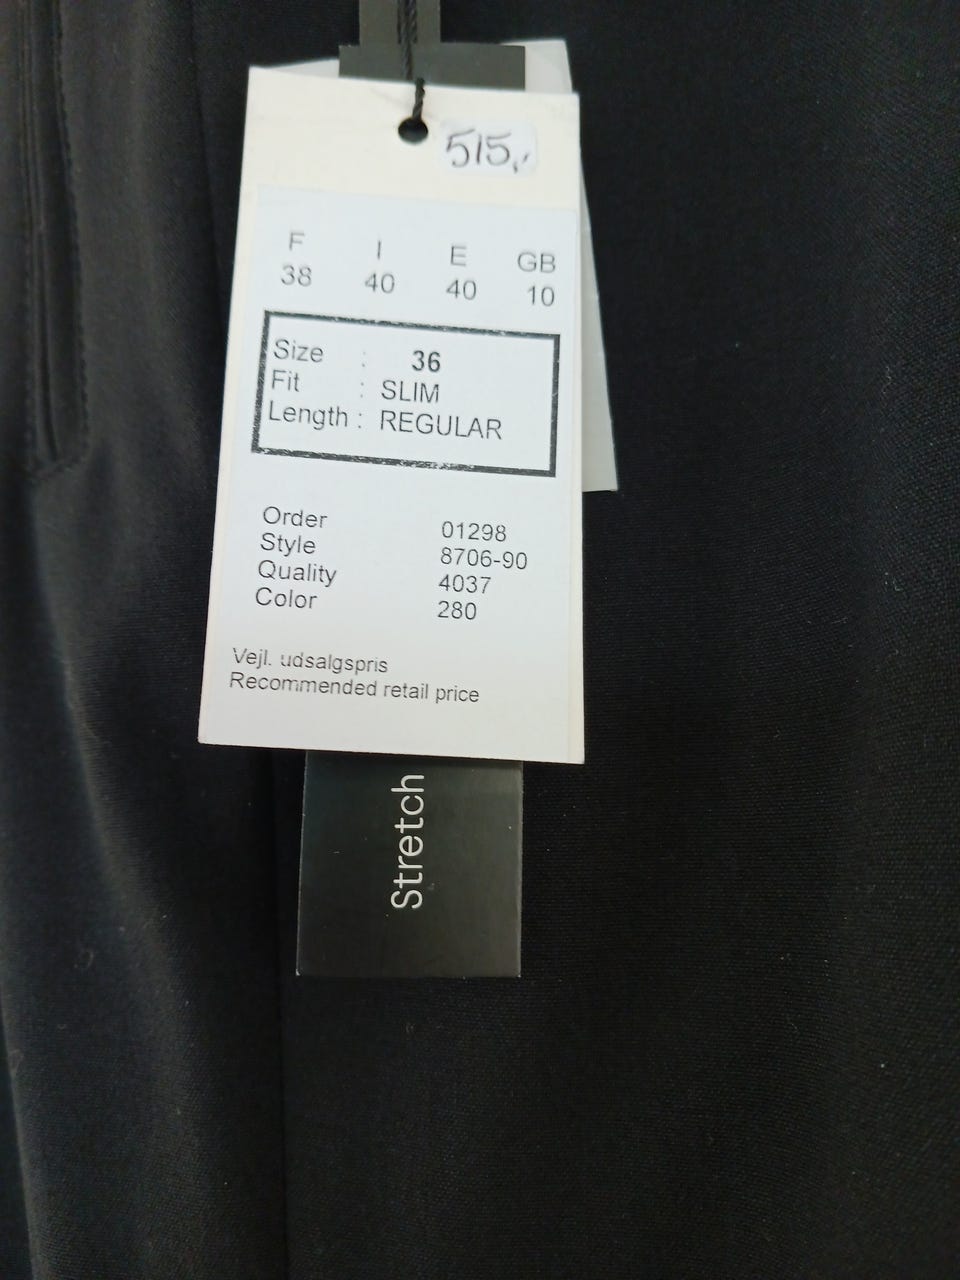 515,-
F I E GB
38 40 40 10
Size : 36
Fit : SLIM
Length : REGULAR
Order 01298
Style 8706-90
Quality 4037
Color 280
Vejl. udsalgspris
Recommended retail price
Stretch